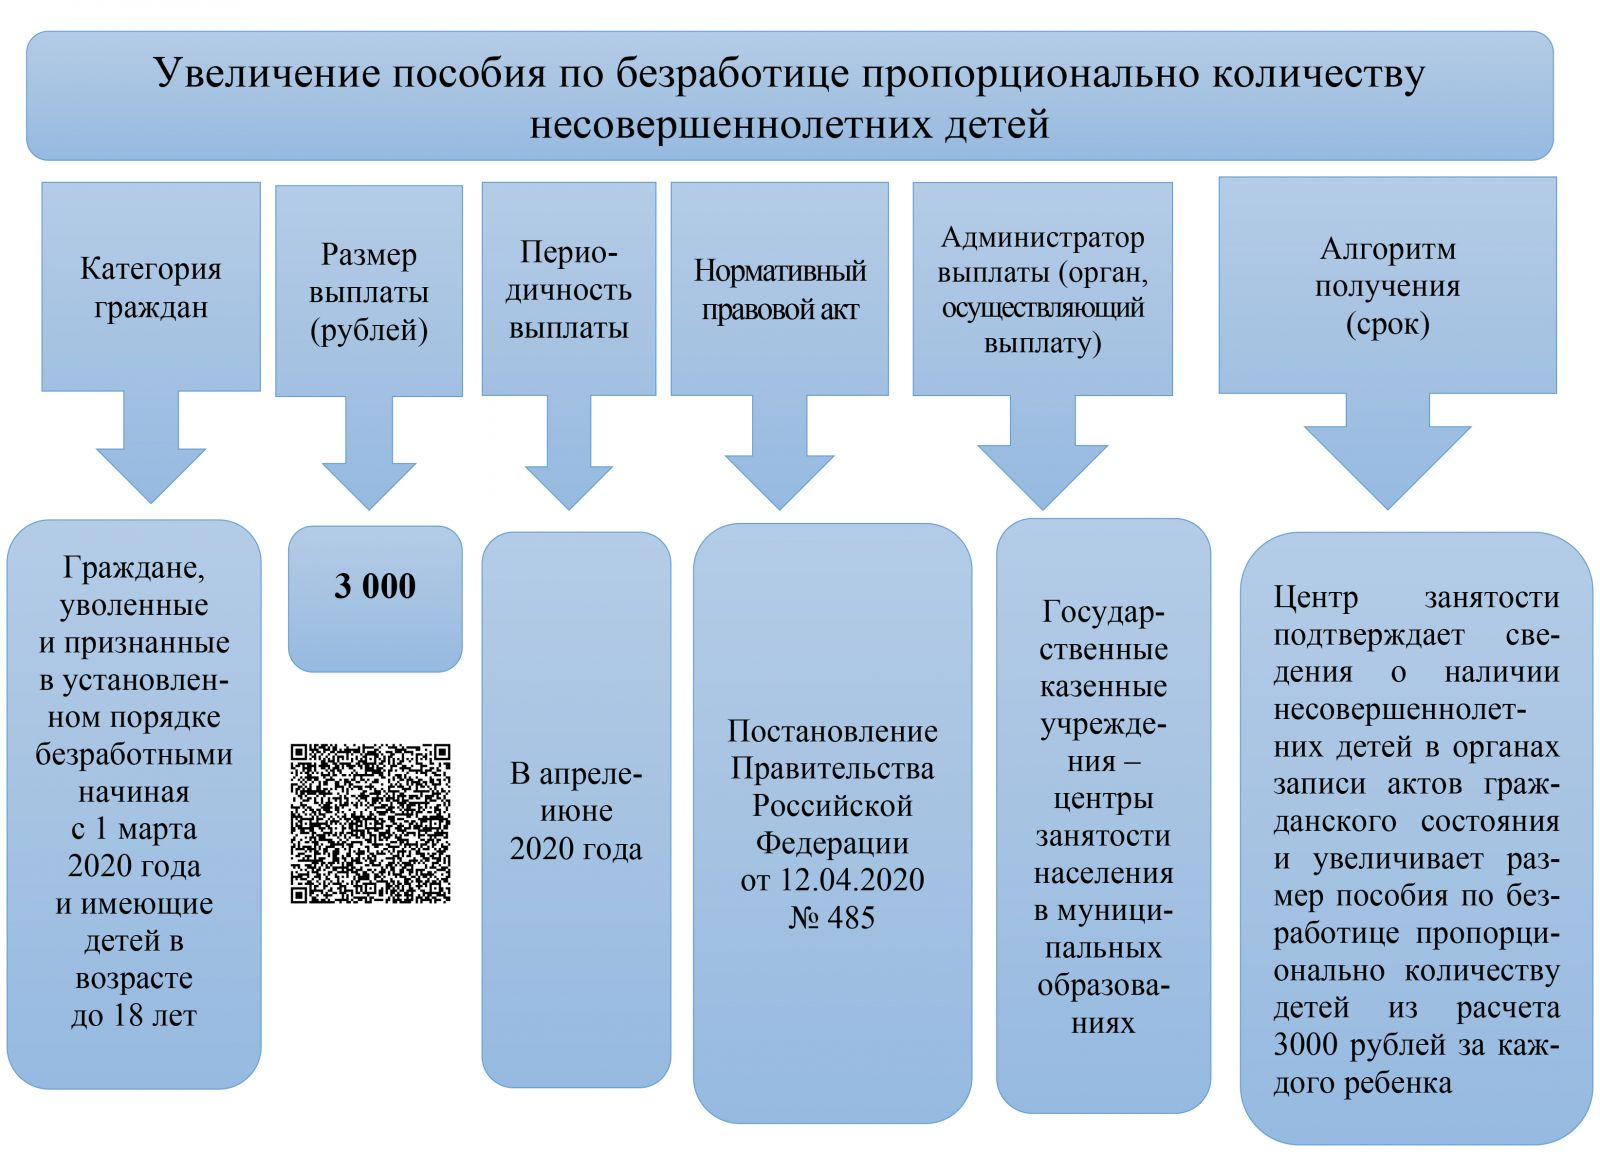 Увеличение пособия по безработице пропорционально количеству
несовершеннолетних детей
Категория
граждан
Размер
выплаты
(рублей)
Перио-
дичность
выплаты
Нормативный
правовой акт
Администратор
выплаты (орган,
осуществляющий
выплату)
Алгоритм
получения
(срок)
Граждане,
уволенные
и признанные
в установлен-
ном порядке
безработными
начиная
с 1 марта
2020 года
и имеющие
детей в
возрасте
до 18 лет
3 000
В апреле-
июне
2020 года
Постановление
Правительства
Российской
Федерации
от 12.04.2020
№ 485
Государ-
ственные
казенные
учрежде-
ния –
центры
занятости
населения
в муници-
пальных
образова-
ниях
Центр занятости
подтверждает све-
дения о наличии
несовершеннолет-
них детей в органах
записи актов граж-
данского состояния
и увеличивает раз-
мер пособия по без-
работице пропорци-
онально количеству
детей из расчета
3000 рублей за каж-
дого ребенка